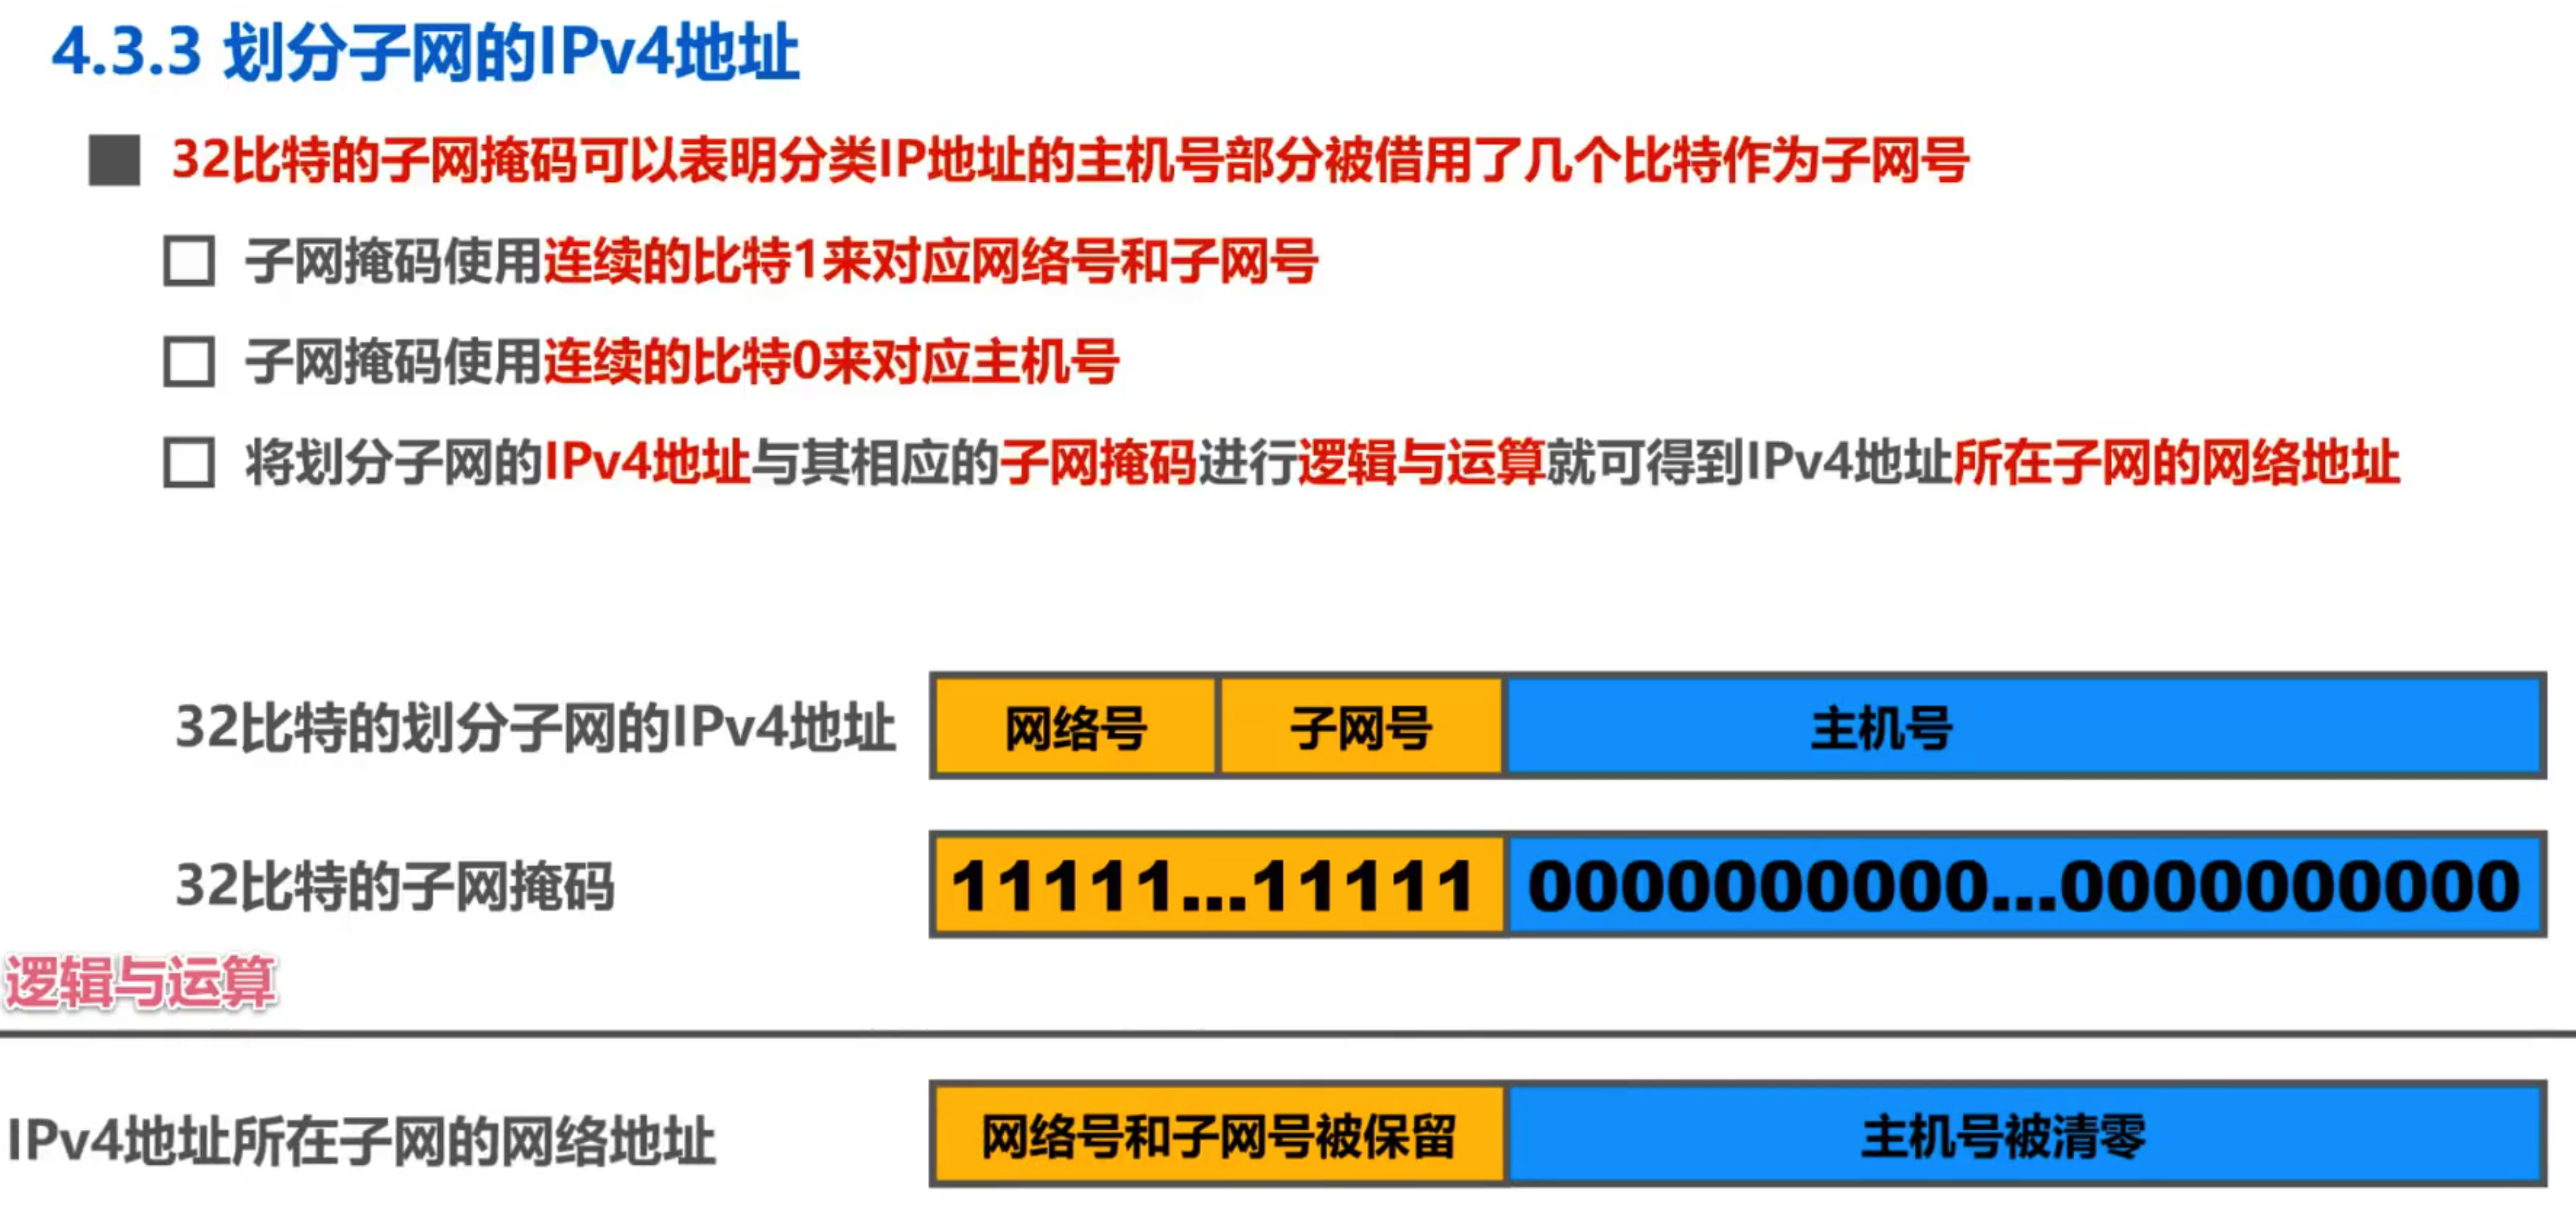 4.3.3 划分子网的IPv4地址
32比特的子网掩码可以表明分类IP地址的主机号部分被借用了几个比特作为子网号
子网掩码使用连续的比特1来对应网络号和子网号
子网掩码使用连续的比特0来对应主机号
将划分子网的IPv4地址与其相应的子网掩码进行逻辑与运算就可得到IPv4地址所在子网的网络地址
32比特的划分子网的IPv4地址 网络号 子网号 主机号
32比特的子网掩码 11111...11111 0000000000...0000000000
逻辑与运算
IPv4地址所在子网的网络地址 网络号和子网号被保留 主机号被清零